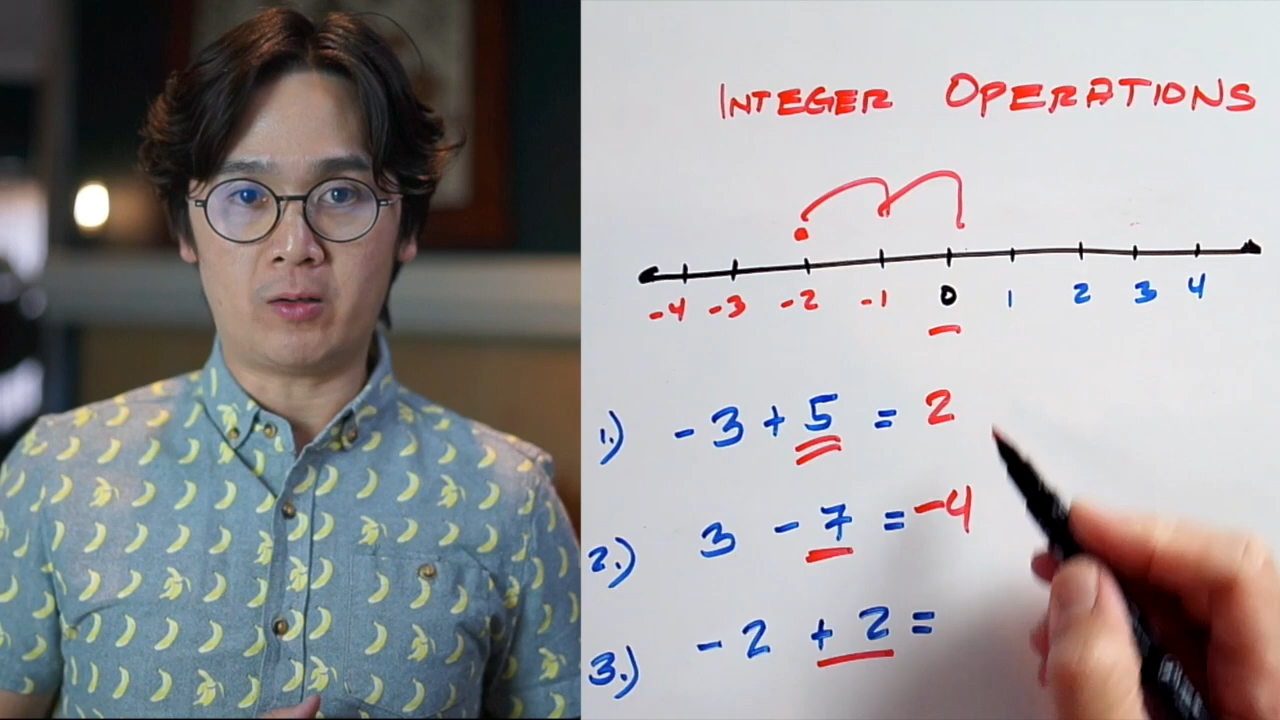 INTEGER OPERATIONS
-4 -3 -2 -1 0 1 2 3 4
1.) -3 + 5 = 2
2.) 3 - 7 = -4
3.) -2 + 2 =